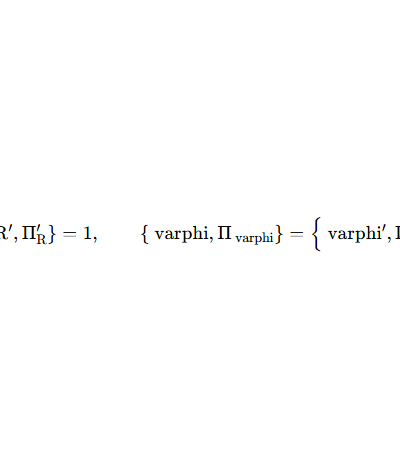 R′, Π′_R} = 1, { varphi, Π_varphi} = { varphi′, Π